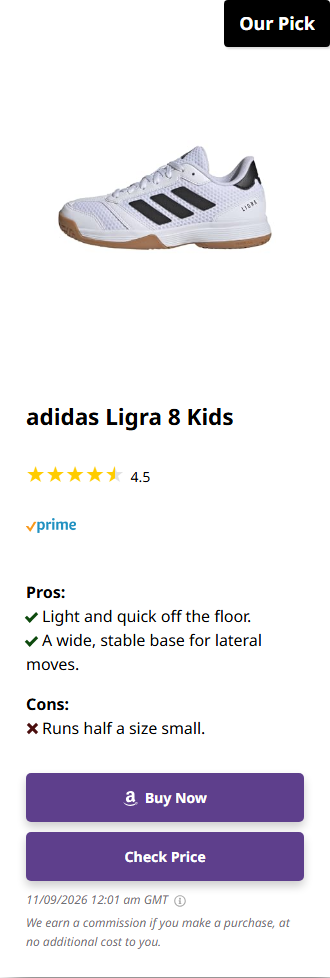 Our Pick
LIGRA
adidas Ligra 8 Kids
4.5
prime
Pros:
Light and quick off the floor.
A wide, stable base for lateral
moves.
Cons:
Runs half a size small.
Buy Now
Check Price
11/09/2026 12:01 am GMT
We earn a commission if you make a purchase, at
no additional cost to you.